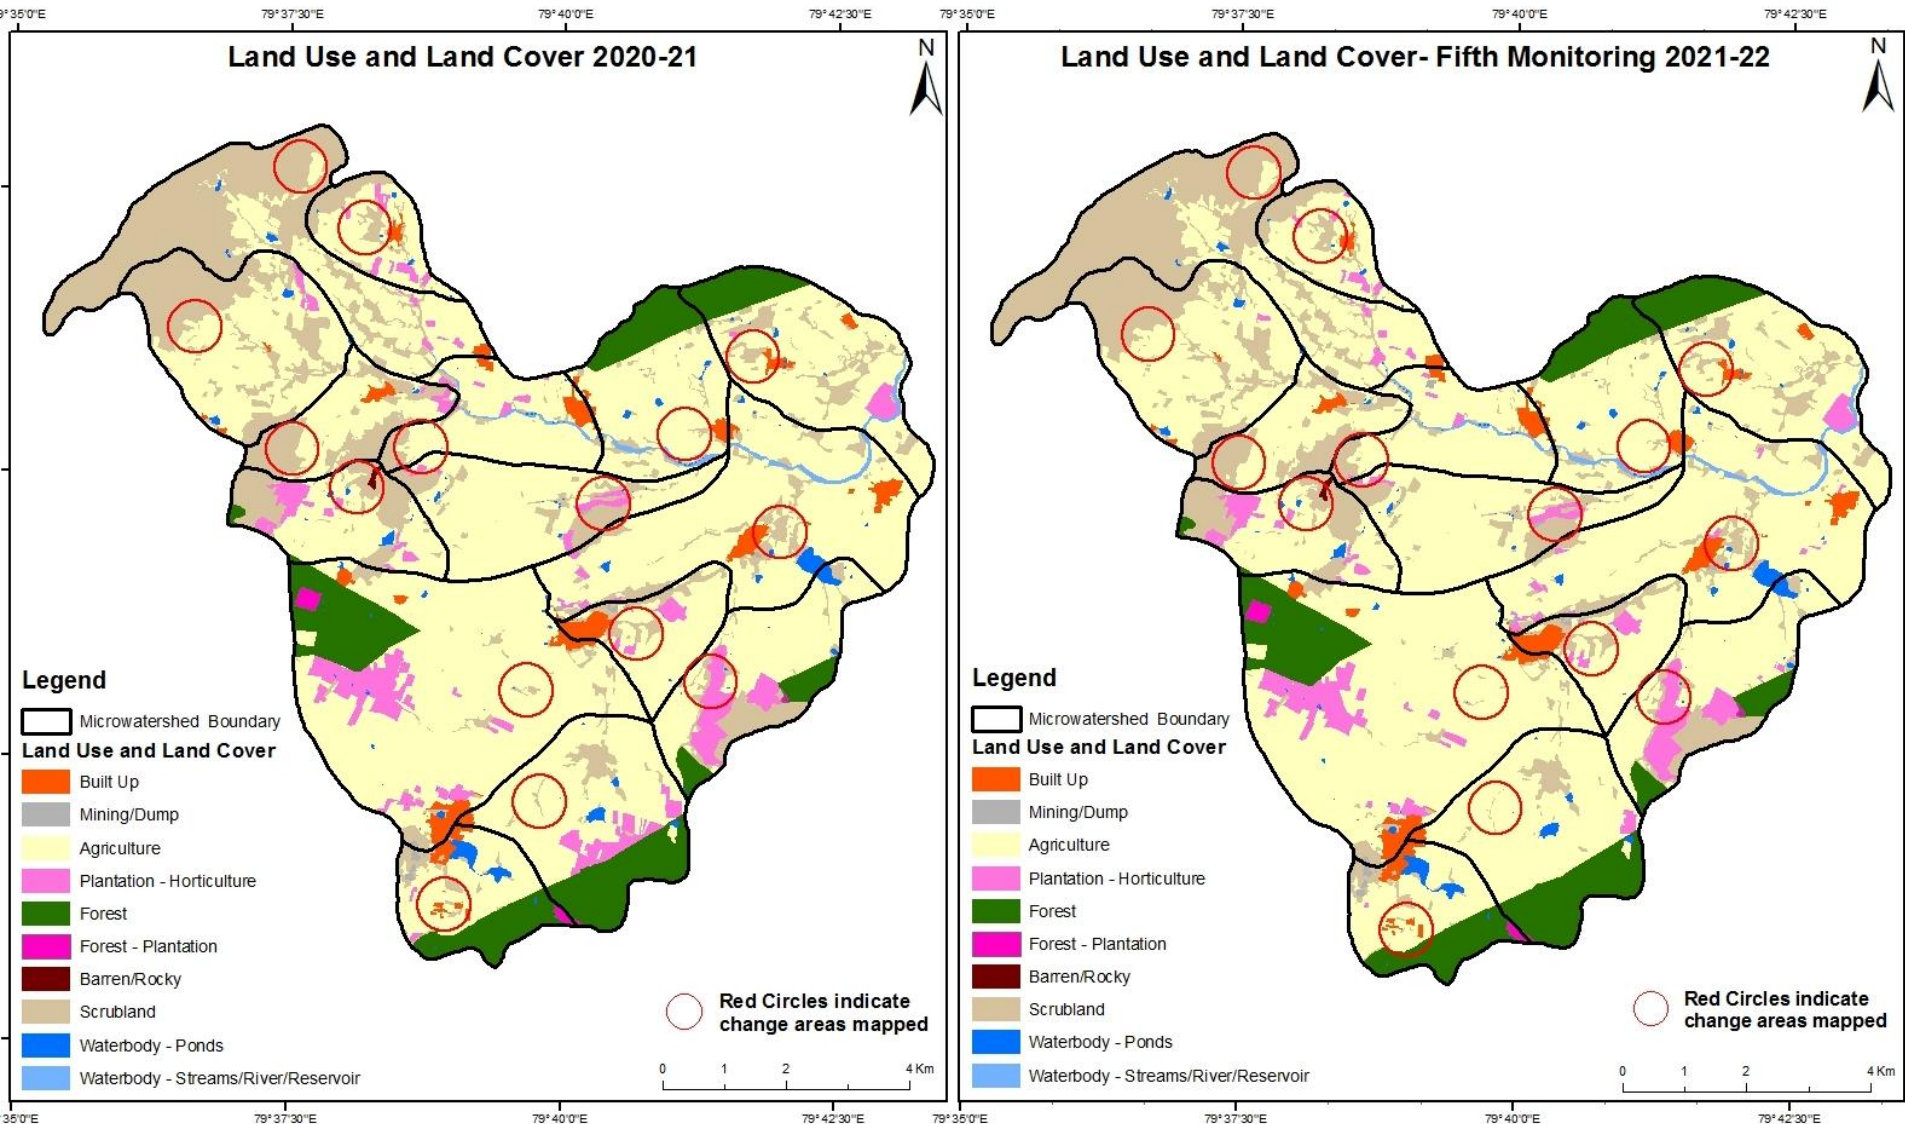 79°35'0"E 79°37'30"E 79°40'0"E 79°42'30"E
Land Use and Land Cover 2020-21
N
Legend
Microwatershed Boundary
Land Use and Land Cover
Built Up
Mining/Dump
Agriculture
Plantation - Horticulture
Forest
Forest - Plantation
Barren/Rocky
Scrubland
Waterbody - Ponds
Waterbody - Streams/River/Reservoir
Red Circles indicate
change areas mapped
0 1 2 4 Km
°35'0"E 79°37'30"E 79°40'0"E 79°42'30"E
79°35'0"E 79°37'30"E 79°40'0"E 79°42'30"E
Land Use and Land Cover- Fifth Monitoring 2021-22
N
Legend
Microwatershed Boundary
Land Use and Land Cover
Built Up
Mining/Dump
Agriculture
Plantation - Horticulture
Forest
Forest - Plantation
Barren/Rocky
Scrubland
Waterbody - Ponds
Waterbody - Streams/River/Reservoir
Red Circles indicate
change areas mapped
0 1 2 4 Km
79°35'0"E 79°37'30"E 79°40'0"E 79°42'30"E